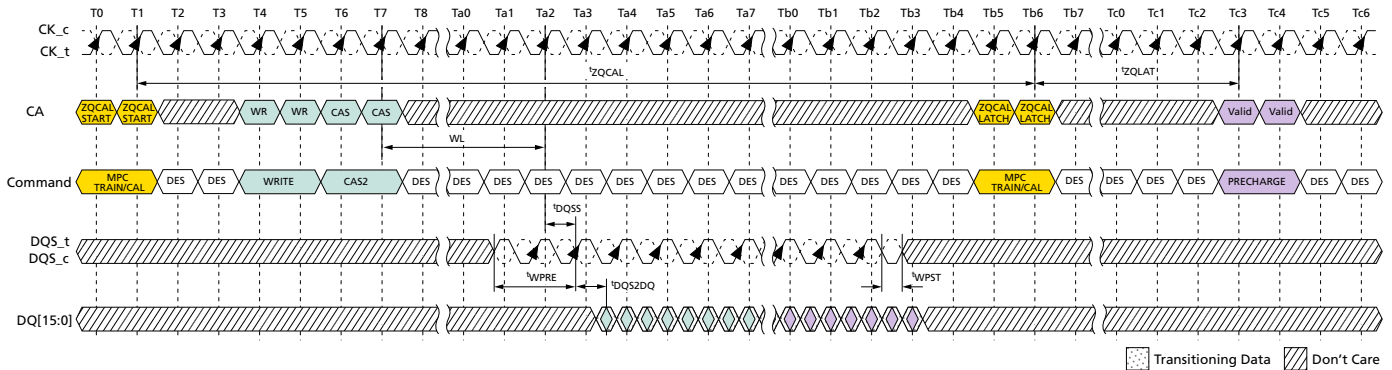 T0 T1 T2 T3 T4 T5 T6 T7 T8 Ta0 Ta1 Ta2 Ta3 Ta4 Ta5 Ta6 Ta7 Tb0 Tb1 Tb2 Tb3 Tb4 Tb5 Tb6 Tb7 Tc0 Tc1 Tc2 Tc3 Tc4 Tc5 Tc6
CK_c
CK_t
tZQCAL tZQLAT
CA ZQCAL START ZQCAL START WR WR CAS CAS ZQCAL LATCH ZQCAL LATCH Valid Valid
WL
Command MPC TRAIN/CAL DES DES WRITE CAS2 DES DES DES DES DES DES DES DES DES DES DES DES DES DES MPC TRAIN/CAL DES DES DES DES PRECHARGE DES DES
tDQSS
DQS_t
DQS_c
tWPRE tDQS2DQ tWPST
DQ[15:0]
Transitioning Data Don't Care